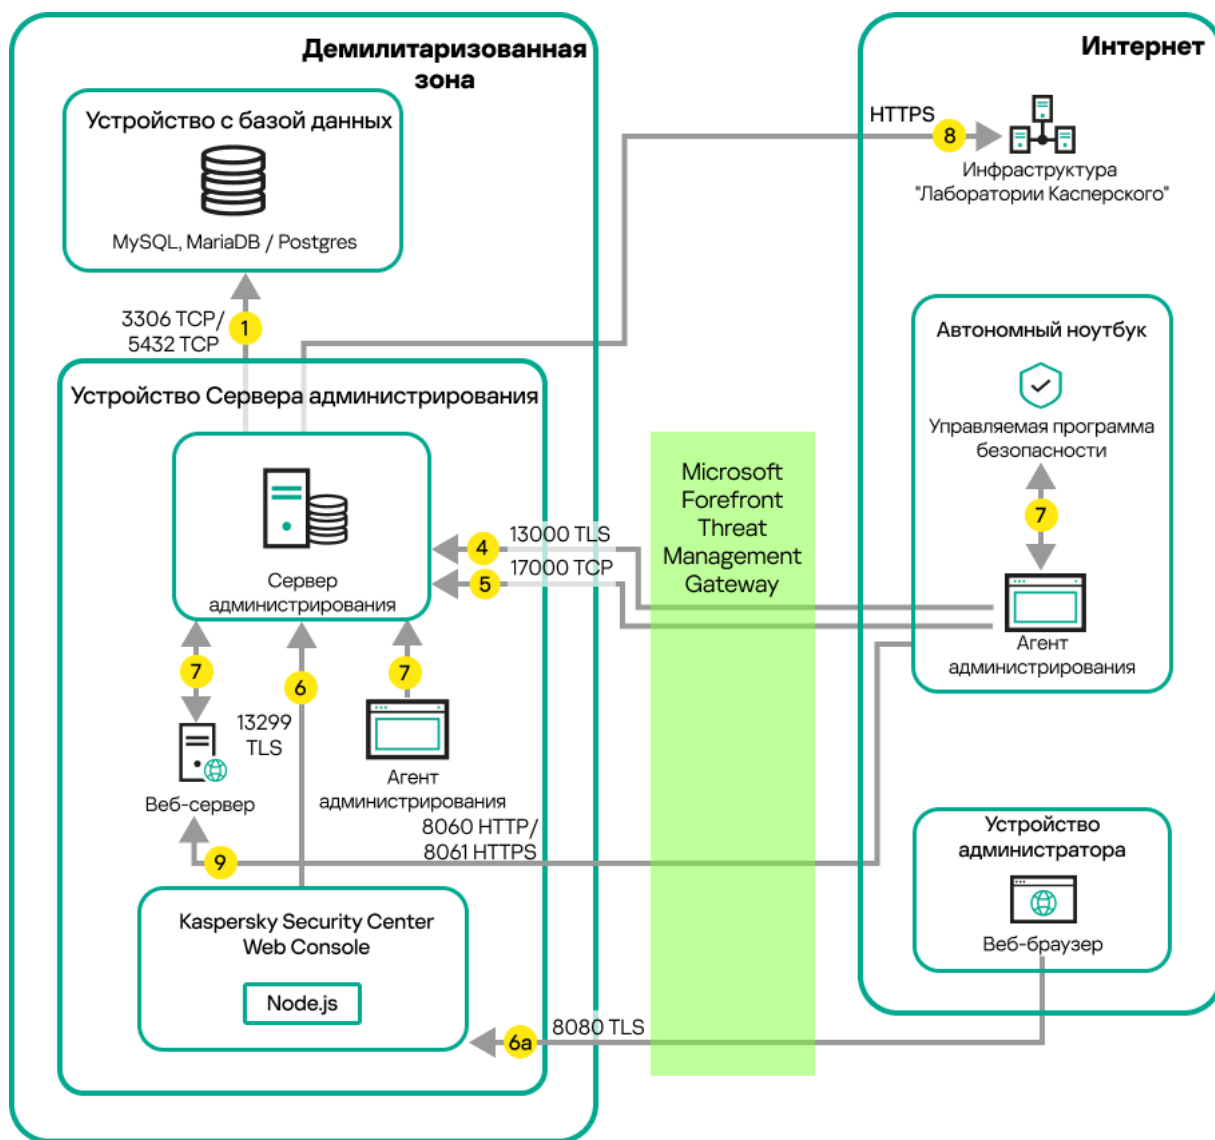 Демилитаризованная
зона
Устройство с базой данных
MySQL, MariaDB / Postgres
3306 TCP/
5432 TCP
1
Устройство Сервера администрирования
Сервер
администрирования
4
13000 TLS
5
17000 TCP
7
6
7
13299
TLS
Веб-сервер
Агент
администрирования
8060 HTTP/
8061 HTTPS
9
Kaspersky Security Center
Web Console
Node.js
6a
8080 TLS
Microsoft
Forefront
Threat
Management
Gateway
Интернет
HTTPS
8
Инфраструктура
"Лаборатории Касперского"
Автономный ноутбук
Управляемая программа
безопасности
7
Агент
администрирования
Устройство
администратора
Веб-браузер